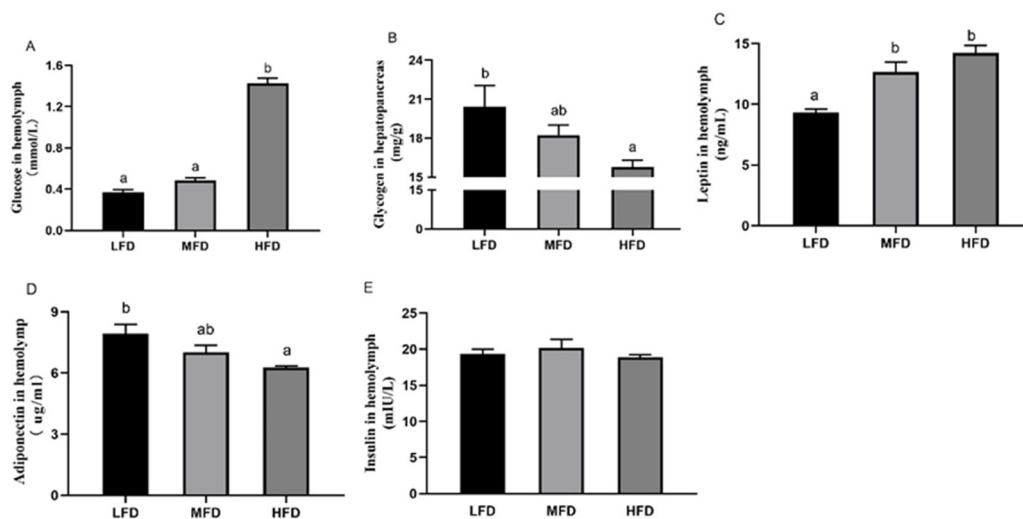 A
Glucose in hemolymph
(mmol/L)
1.6
1.2
0.8
0.4
0.0
a
a
b
LFD
MFD
HFD
B
Glycogen in hepatopancreas
(mg/g)
24
21
18
15
15
0
b
ab
a
LFD
MFD
HFD
C
Leptin in hemolymph
(ng/mL)
15
10
5
0
a
b
b
LFD
MFD
HFD
D
Adiponectin in hemolymp
( ug/ml)
9
6
3
0
b
ab
a
LFD
MFD
HFD
E
Insulin in hemolymph
(mIU/L)
25
20
15
10
5
0
LFD
MFD
HFD